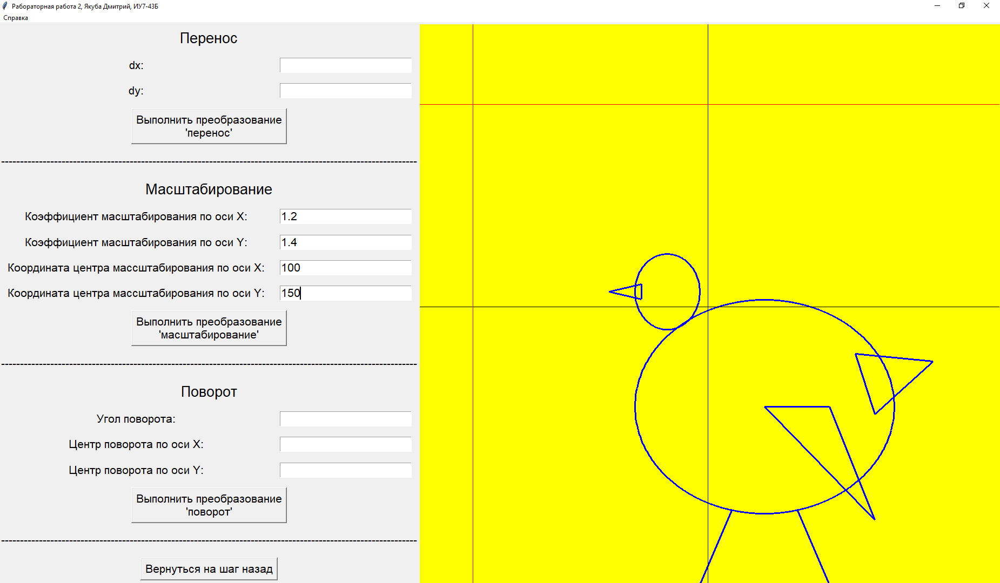 Рабораторная работа 2, Якуба Дмитрий, ИУ7-43Б
Справка
Перенос
dx:
dy:
Выполнить преобразование
'перенос'
Масштабирование
Коэффициент масштабирования по оси X:
1.2
Коэффициент масштабирования по оси Y:
1.4
Координата центра массштабирования по оси X:
100
Координата центра массштабирования по оси Y:
150
Выполнить преобразование
'масштабирование'
Поворот
Угол поворота:
Центр поворота по оси X:
Центр поворота по оси Y:
Выполнить преобразование
'поворот'
Вернуться на шаг назад